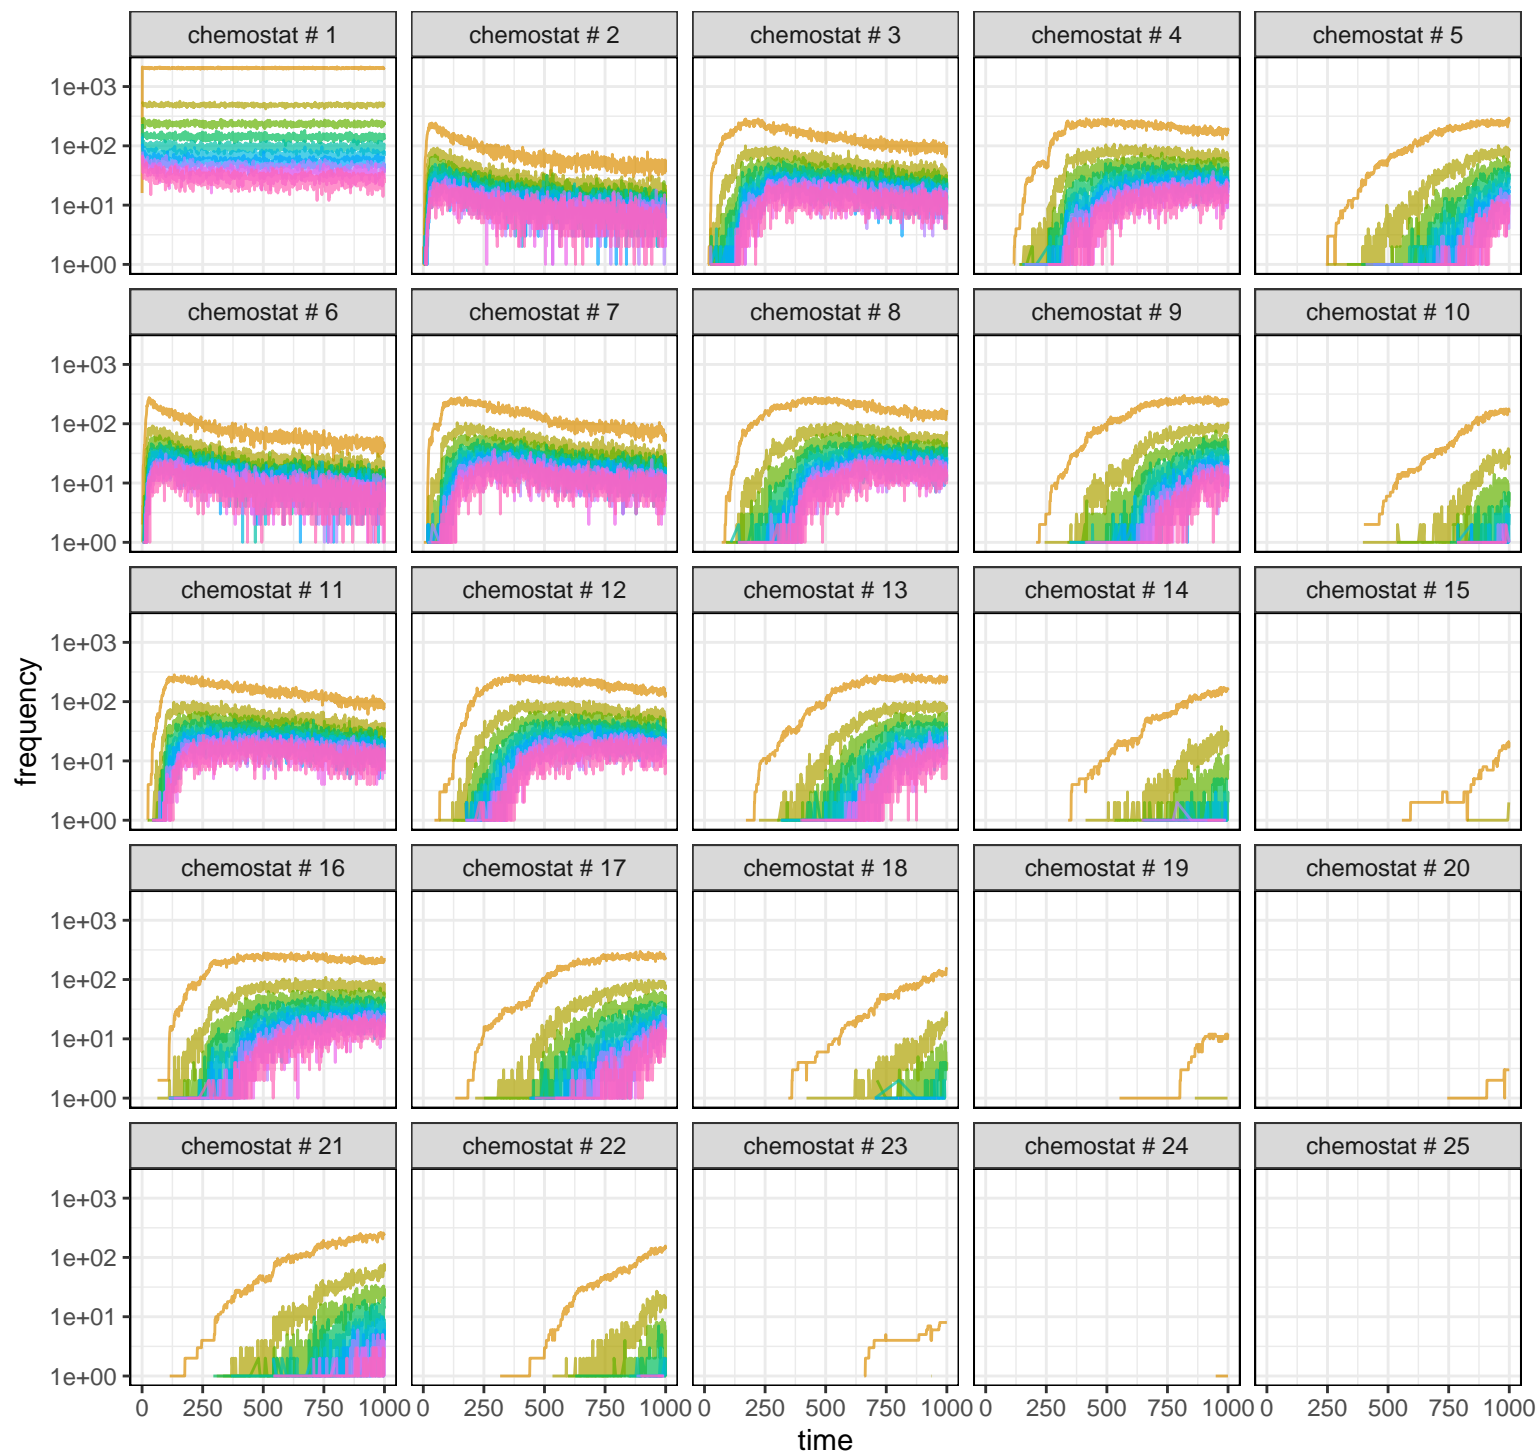 chemostat # 1 chemostat # 2 chemostat # 3 chemostat # 4 chemostat # 5
1e+03
1e+02
1e+01
1e+00
chemostat # 6 chemostat # 7 chemostat # 8 chemostat # 9 chemostat # 10
1e+03
1e+02
1e+01
1e+00
chemostat # 11 chemostat # 12 chemostat # 13 chemostat # 14 chemostat # 15
frequency
1e+03
1e+02
1e+01
1e+00
chemostat # 16 chemostat # 17 chemostat # 18 chemostat # 19 chemostat # 20
1e+03
1e+02
1e+01
1e+00
chemostat # 21 chemostat # 22 chemostat # 23 chemostat # 24 chemostat # 25
1e+03
1e+02
1e+01
1e+00
0 250 500 750 1000 0 250 500 750 1000 0 250 500 750 1000 0 250 500 750 1000 0 250 500 750 1000
time